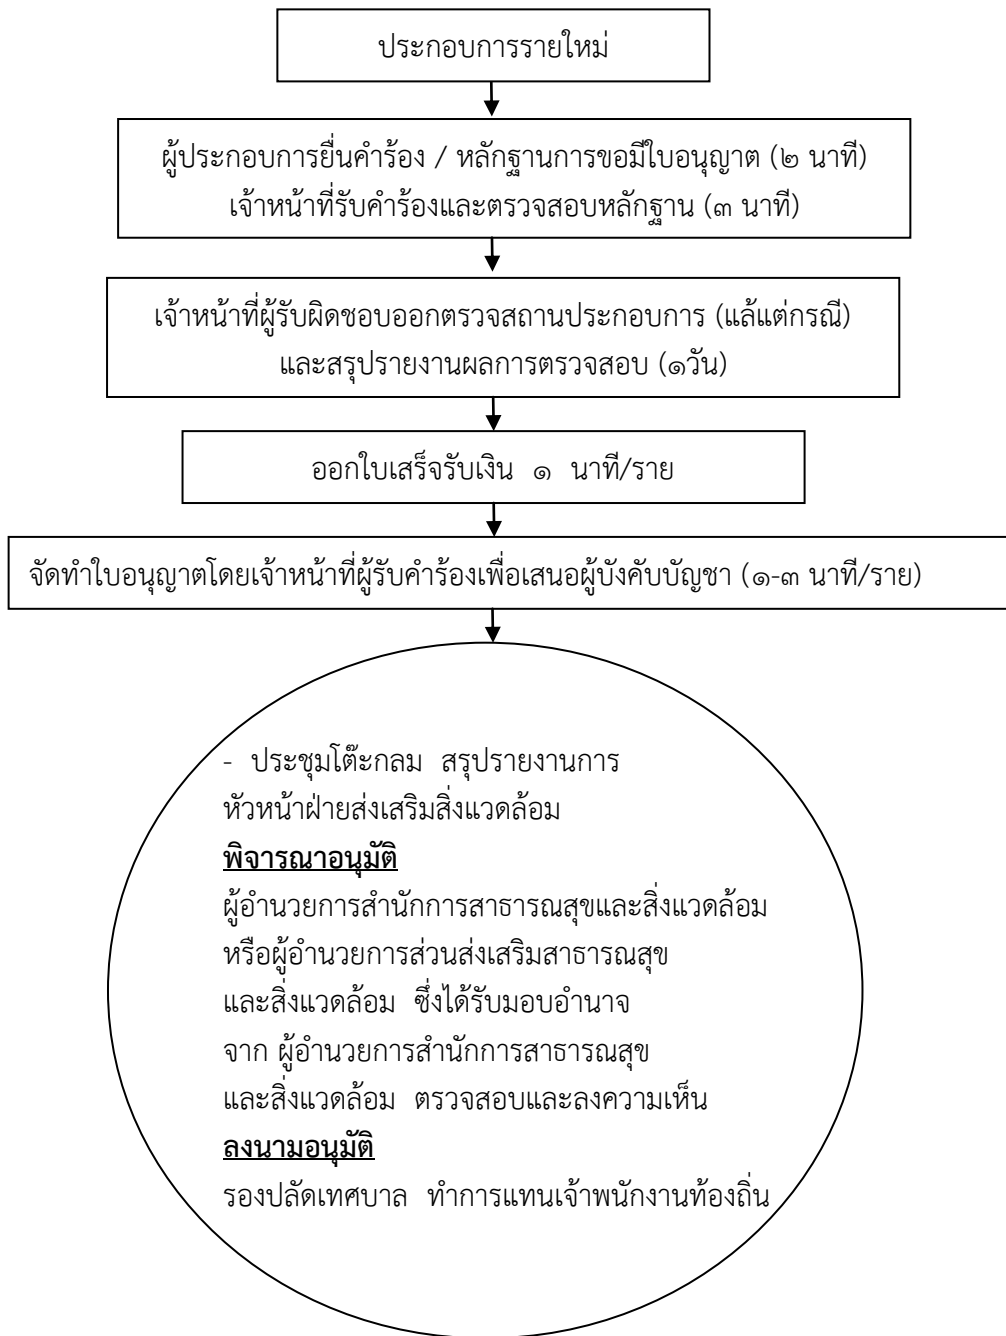 ประกอบการรายใหม่
ผู้ประกอบการยื่นคำร้อง / หลักฐานการขอมีใบอนุญาต (๒ นาที)
เจ้าหน้าที่รับคำร้องและตรวจสอบหลักฐาน (๓ นาที)
เจ้าหน้าที่ผู้รับผิดชอบออกตรวจสถานประกอบการ (แล้แต่กรณี)
และสรุปรายงานผลการตรวจสอบ (๑วัน)
ออกใบเสร็จรับเงิน ๑ นาที/ราย
จัดทำใบอนุญาตโดยเจ้าหน้าที่ผู้รับคำร้องเพื่อเสนอผู้บังคับบัญชา (๑-๓ นาที/ราย)
- ประชุมโต๊ะกลม สรุปรายงานการ
หัวหน้าฝ่ายส่งเสริมสิ่งแวดล้อม
พิจารณาอนุมัติ
ผู้อำนวยการสำนักการสาธารณสุขและสิ่งแวดล้อม
หรือผู้อำนวยการส่วนส่งเสริมสาธารณสุข
และสิ่งแวดล้อม ซึ่งได้รับมอบอำนาจ
จาก ผู้อำนวยการสำนักการสาธารณสุข
และสิ่งแวดล้อม ตรวจสอบและลงความเห็น
ลงนามอนุมัติ
รองปลัดเทศบาล ทำการแทนเจ้าพนักงานท้องถิ่น